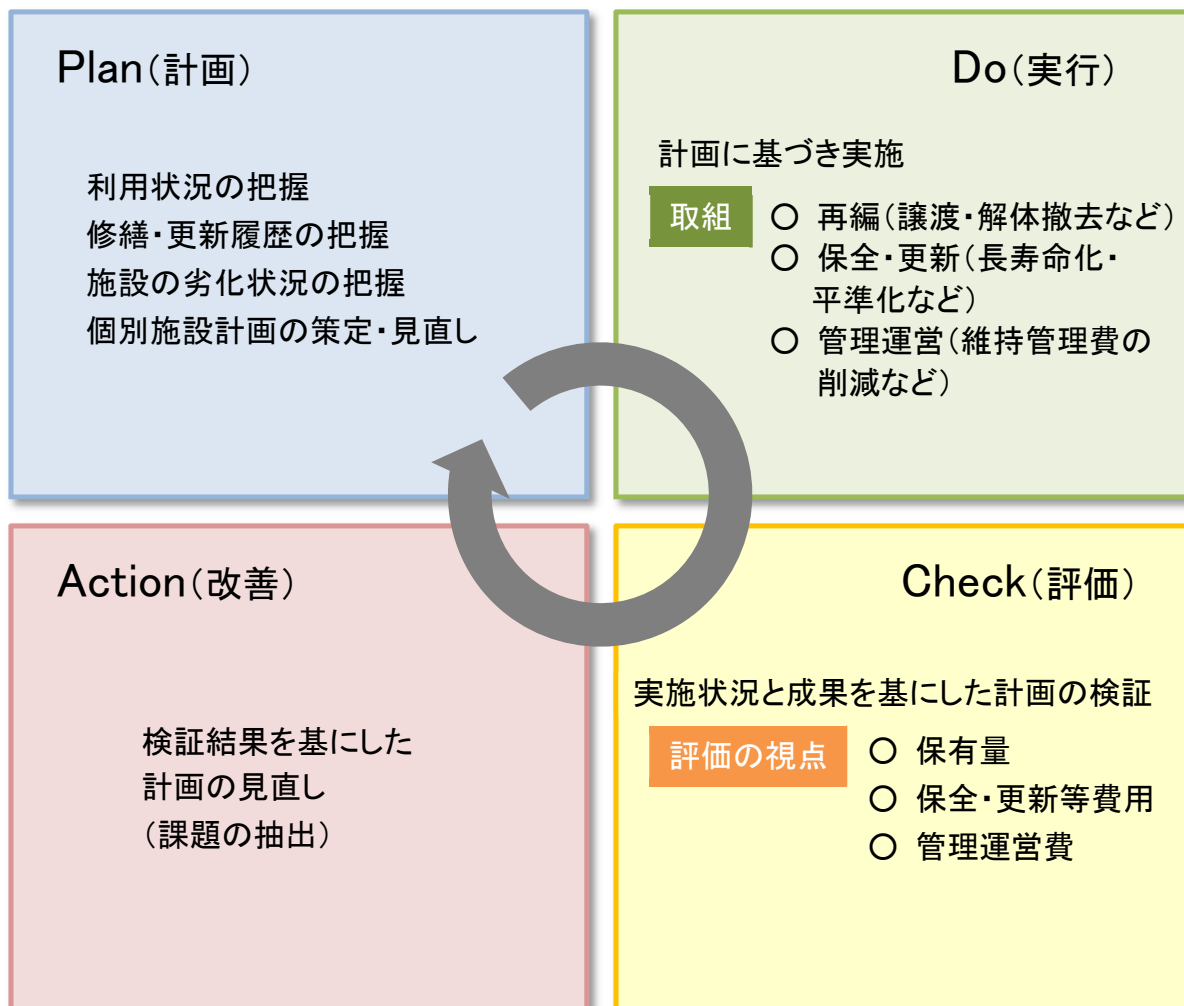 Plan(計画)
利用状況の把握
修繕・更新履歴の把握
施設の劣化状況の把握
個別施設計画の策定・見直し
Do(実行)
計画に基づき実施
取組
○ 再編(譲渡・解体撤去など)
○ 保全・更新(長寿命化・
平準化など)
○ 管理運営(維持管理費の
削減など)
Action(改善)
検証結果を基にした
計画の見直し
(課題の抽出)
Check(評価)
実施状況と成果を基にした計画の検証
評価の視点
○ 保有量
○ 保全・更新等費用
○ 管理運営費